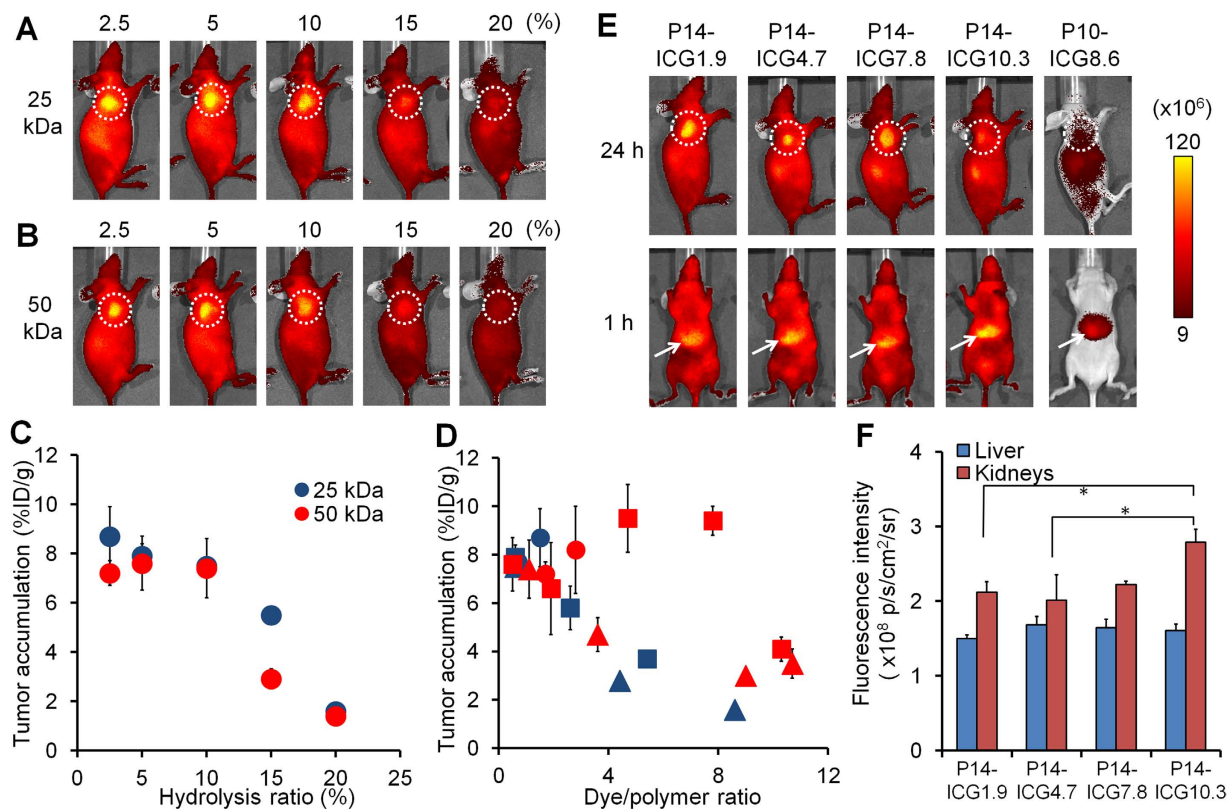 A
2.5 5 10 15 20 (%)
25
kDa
B
2.5 5 10 15 20 (%)
50
kDa
C
Tumor accumulation (%ID/g)
12
10
8
6
4
2
0
0 5 10 15 20 25
Hydrolysis ratio (%)
25 kDa
50 kDa
D
Tumor accumulation (%ID/g)
12
10
8
6
4
2
0
0 4 8 12
Dye/polymer ratio
E
P14-
ICG1.9
P14-
ICG4.7
P14-
ICG7.8
P14-
ICG10.3
P10-
ICG8.6
24 h
1 h
(x10⁶)
120
9
F
Liver
Kidneys
Fluorescence intensity
( x10⁸ p/s/cm²/sr)
4
3
2
1
0
*
*
P14-
ICG1.9
P14-
ICG4.7
P14-
ICG7.8
P14-
ICG10.3